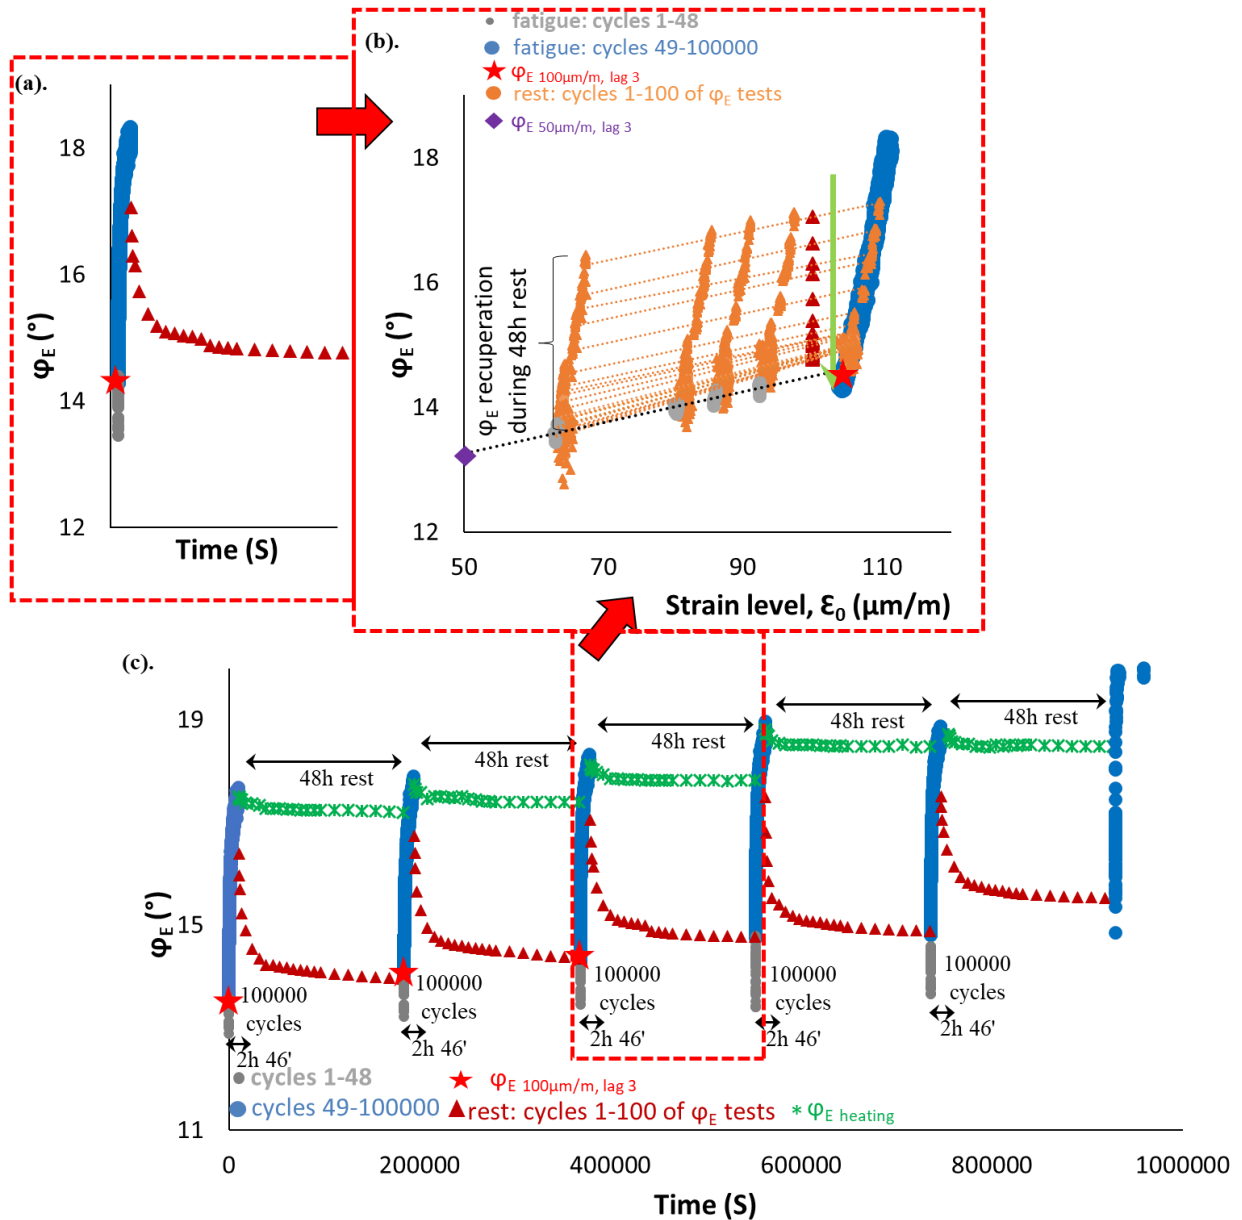 (a).
18
16
14
12
φE (°)
Time (S)
(b).
fatigue: cycles 1-48
fatigue: cycles 49-100000
φE 100μm/m, lag 3
rest: cycles 1-100 of φE tests
φE 50μm/m, lag 3
18
16
14
12
φE (°)
φE recuperation
during 48h rest
50
70
90
110
Strain level, Ɛ0 (μm/m)
(c).
19
15
11
φE (°)
48h rest
48h rest
48h rest
48h rest
48h rest
100000
cycles
2h 46'
100000
cycles
2h 46'
100000
cycles
2h 46'
100000
cycles
2h 46'
100000
cycles
2h 46'
cycles 1-48
φE 100μm/m, lag 3
cycles 49-100000
rest: cycles 1-100 of φE tests
φE heating
0
200000
400000
600000
800000
1000000
Time (S)